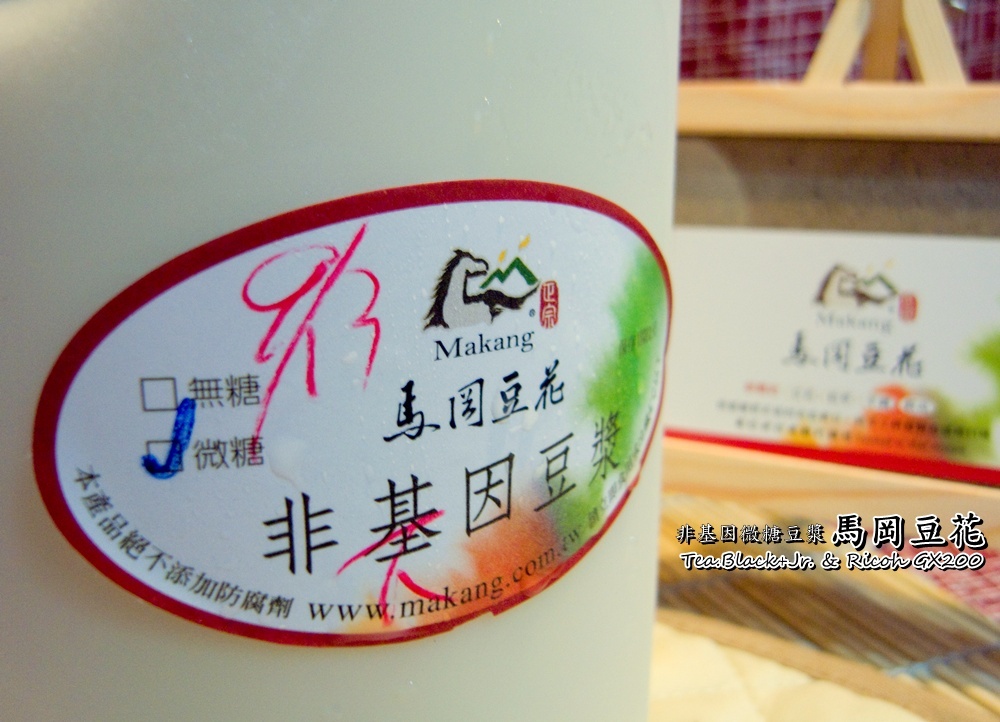 正宗
Makang
馬岡豆花
無糖
微糖
非基因豆漿
本產品絕不添加防腐劑 www.makang.com.tw
Makang
馬岡豆花
非基因微糖豆漿 馬岡豆花
Tea.Black+Jr. & Ricoh GX200